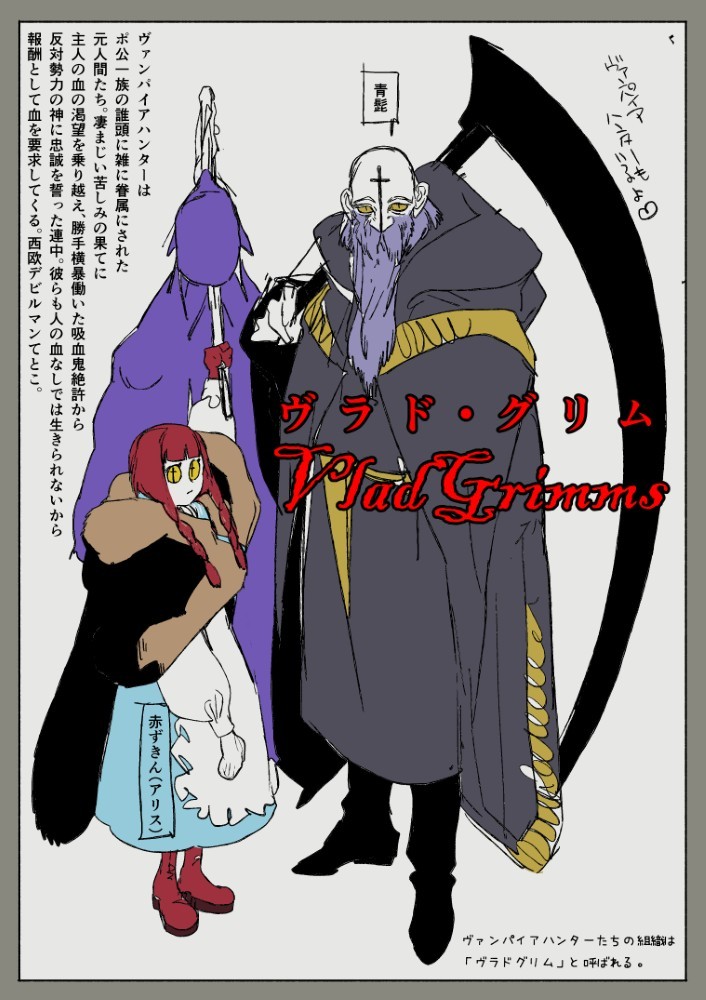 ヴァンパイアハンターもいるよ♡
青髭
ヴァンパイアハンターは
ポ公一族の誰頭に雑に眷属にされた
元人間たち。凄まじい苦しみの果てに
主人の血の渇望を乗り越え、勝手横暴働いた吸血鬼絶許から
反対勢力の神に忠誠を誓った連中。彼らも人の血なしでは生きられないから
報酬として血を要求してくる。西欧デビルマンてとこ。
ヴラド・グリム
Vlad Grimms
赤ずきん(アリス)
ヴァンパイアハンターたちの組織は
「ヴラドグリム」と呼ばれる。